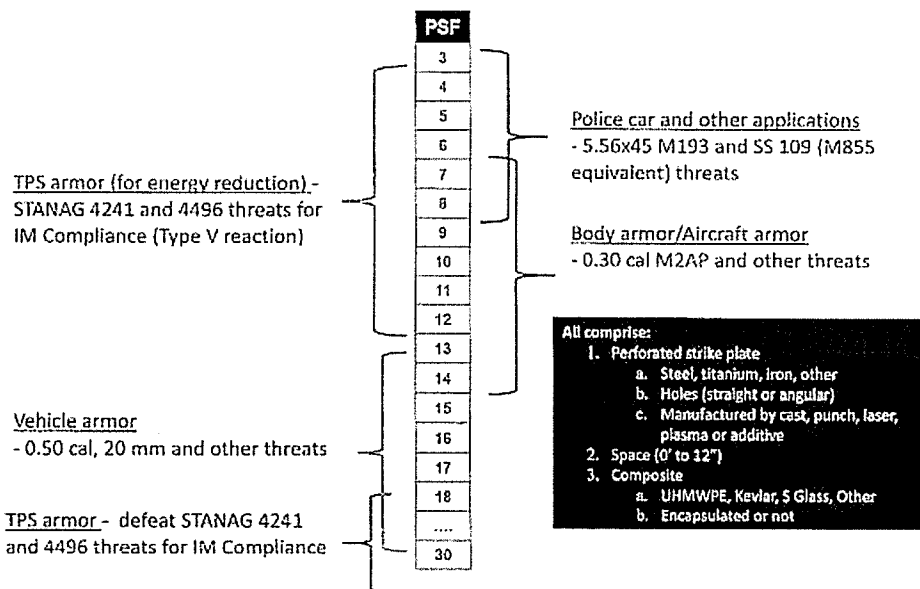 PSF
3
4
5
6
7
8
9
10
11
12
13
14
15
16
17
18
....
30
TPS armor (for energy reduction) -
STANAG 4241 and 4496 threats for
IM Compliance (Type V reaction)
Vehicle armor
- 0.50 cal, 20 mm and other threats
TPS armor - defeat STANAG 4241
and 4496 threats for IM Compliance
Police car and other applications
- 5.56x45 M193 and SS 109 (M855
equivalent) threats
Body armor/Aircraft armor
- 0.30 cal M2AP and other threats
All comprise:
1. Perforated strike plate
a. Steel, titanium, iron, other
b. Holes (straight or angular)
c. Manufactured by cast, punch, laser,
plasma or additive
2. Space (0' to 12")
3. Composite
a. UHMWPE, Kevlar, S Glass, Other
b. Encapsulated or not